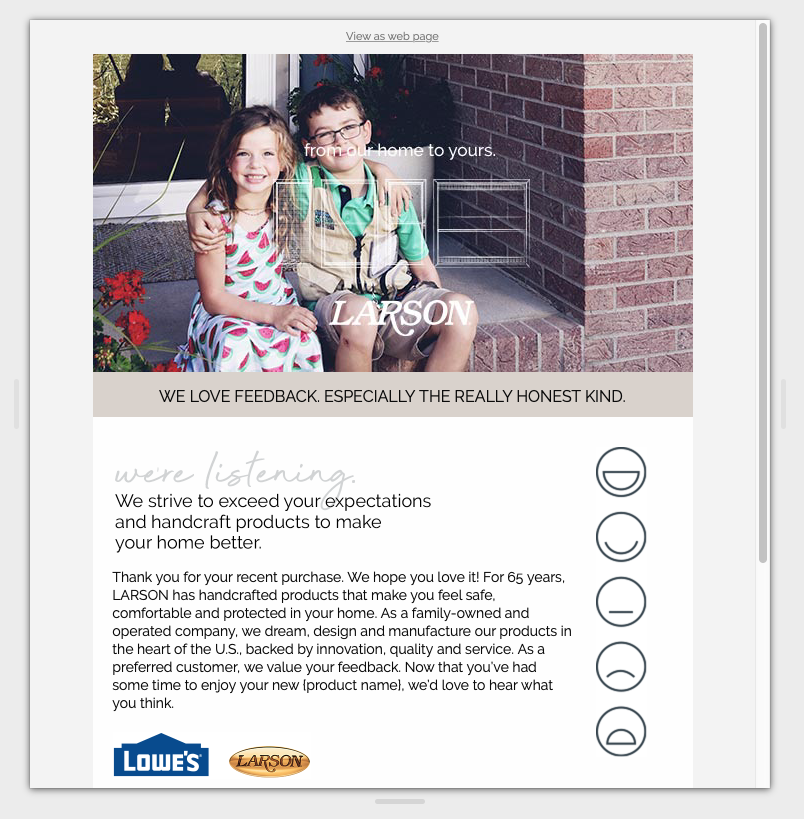 View as web page
from our home to yours.
LARSON
WE LOVE FEEDBACK. ESPECIALLY THE REALLY HONEST KIND.
we're listening.
We strive to exceed your expectations
and handcraft products to make
your home better.
Thank you for your recent purchase. We hope you love it! For 65 years,
LARSON has handcrafted products that make you feel safe,
comfortable and protected in your home. As a family-owned and
operated company, we dream, design and manufacture our products in
the heart of the U.S., backed by innovation, quality and service. As a
preferred customer, we value your feedback. Now that you've had
some time to enjoy your new {product name}, we'd love to hear what
you think.
LOWE'S LARSON